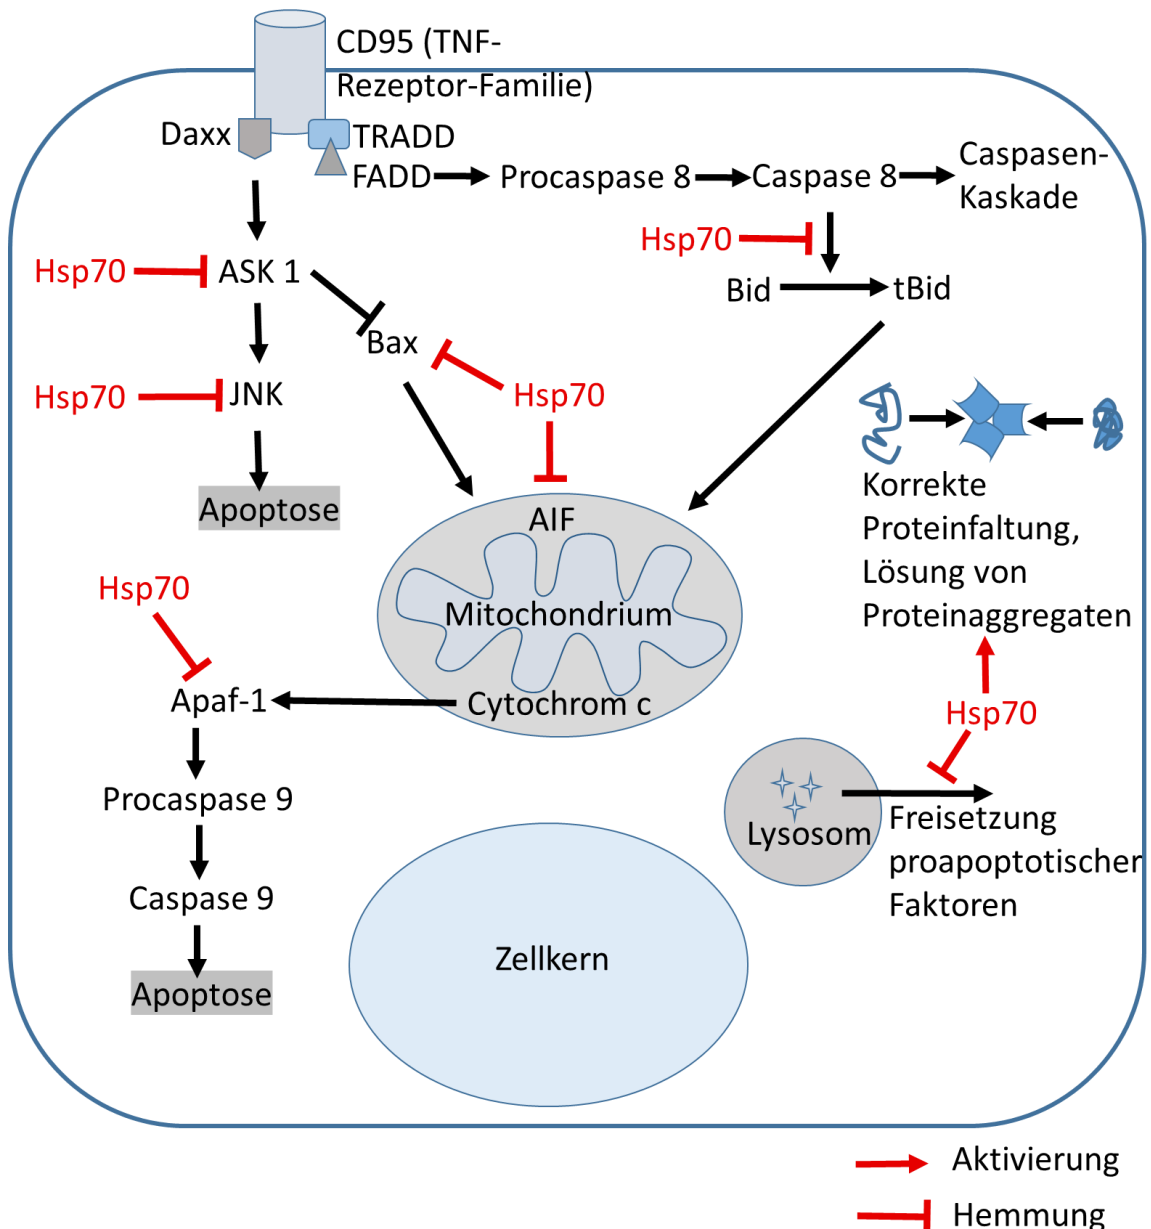 CD95 (TNF-
Rezeptor-Familie)
Daxx
TRADD
FADD
Procaspase 8
Caspase 8
Caspasen-
Kaskade
Hsp70
Hsp70
ASK 1
Bid
tBid
Bax
Hsp70
JNK
Hsp70
Apoptose
AIF
Korrekte
Proteinfaltung,
Lösung von
Proteinaggregaten
Hsp70
Mitochondrium
Apaf-1
Cytochrom c
Hsp70
Procaspase 9
Lysosom
Freisetzung
proapoptotischer
Faktoren
Caspase 9
Zellkern
Apoptose
Aktivierung
Hemmung